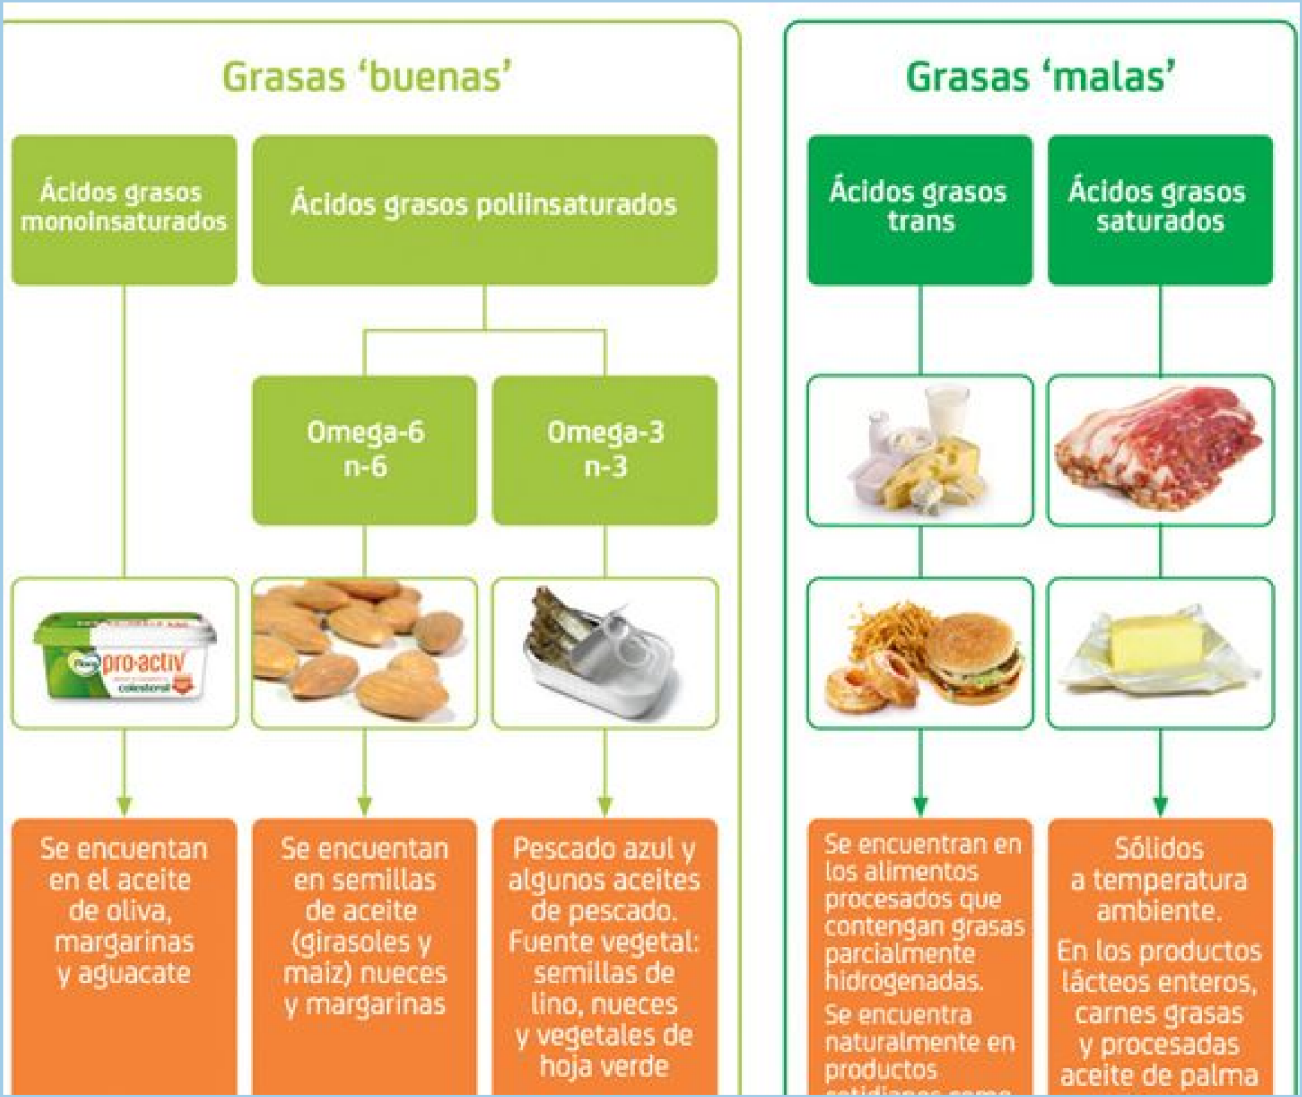 Grasas ‘buenas’
Ácidos grasos
monoinsaturados
Ácidos grasos poliinsaturados
Omega-6
n-6
Omega-3
n-3
Flora
pro·activ
colesterol
Se encuentan
en el aceite
de oliva,
margarinas
y aguacate
Se encuentan
en semillas
de aceite
(girasoles y
maiz) nueces
y margarinas
Pescado azul y
algunos aceites
de pescado.
Fuente vegetal:
semillas de
lino, nueces
y vegetales de
hoja verde
Grasas ‘malas’
Ácidos grasos
trans
Ácidos grasos
saturados
Se encuentran en
los alimentos
procesados que
contengan grasas
parcialmente
hidrogenadas.
Se encuentra
naturalmente en
productos
cotidianos como
Sólidos
a temperatura
ambiente.
En los productos
lácteos enteros,
carnes grasas
y procesadas
aceite de palma